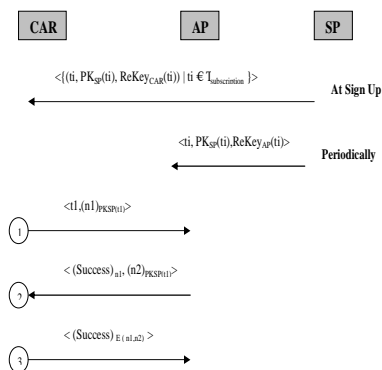 CAR AP SP
<{(ti, PKSP(ti), ReKeyCAR(ti)) | ti € Tsubscription }>
At Sign Up
<ti, PKSP(ti),ReKeyAP(ti)>
Periodically
<t1,(n1)PKSP(t1)>
1
< (Success) n1, (n2)PKSP(t1)>
2
< (Success) E ( n1,n2) >
3